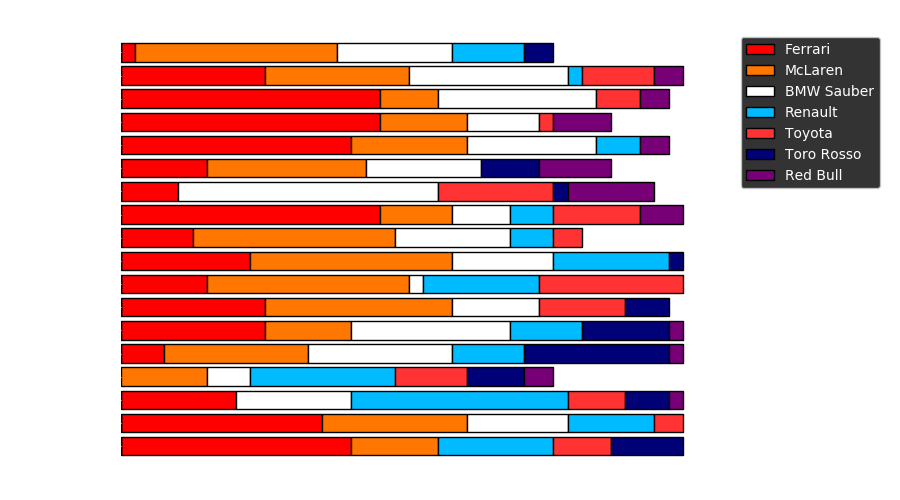 Ferrari
McLaren
BMW Sauber
Renault
Toyota
Toro Rosso
Red Bull